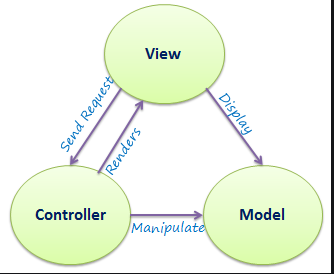 View
Send Request
Renders
Display
Controller
Manipulate
Model